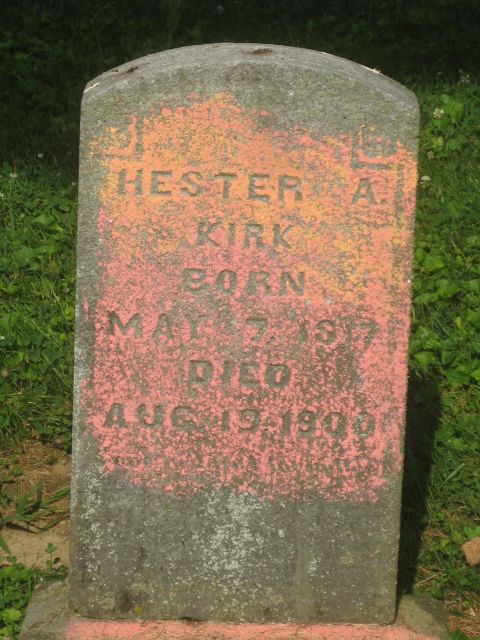 HESTER A.
KIRK
BORN
MAY 7, 1817
DIED
AUG. 19, 1900